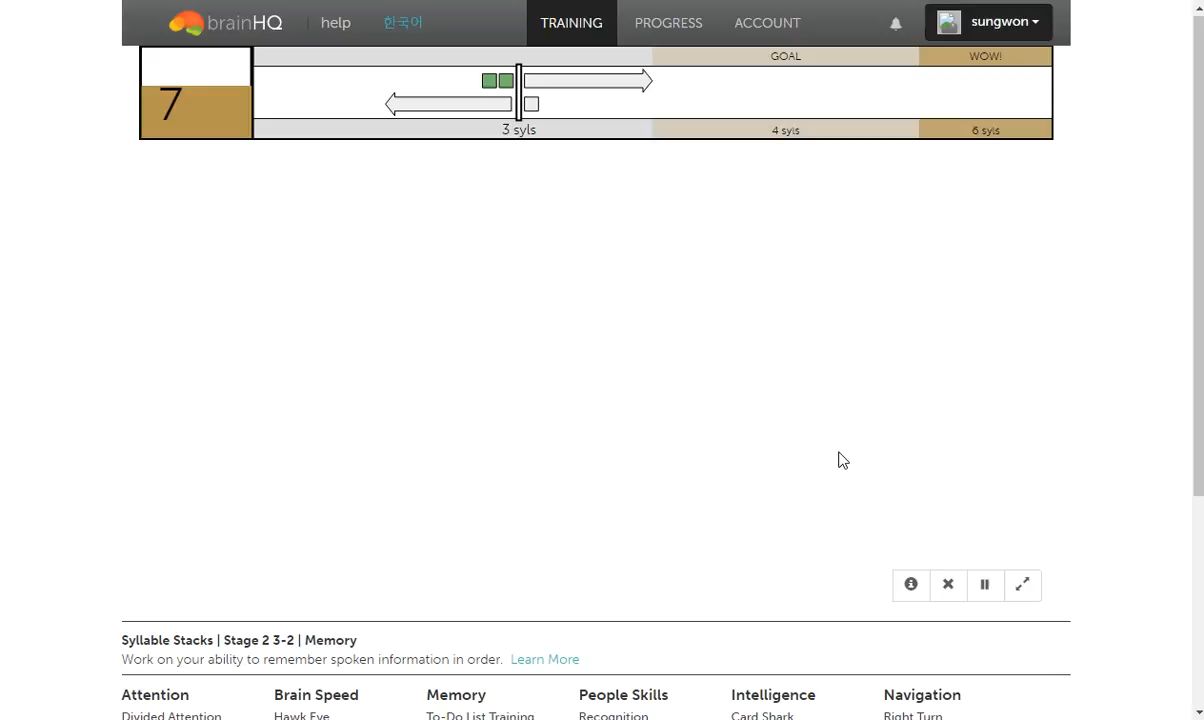 brainHQ help 한국어 TRAINING PROGRESS ACCOUNT sungwon
GOAL WOW!
7
3 syls 4 syls 6 syls
Syllable Stacks | Stage 2 3-2 | Memory
Work on your ability to remember spoken information in order. Learn More
Attention Brain Speed Memory People Skills Intelligence Navigation
Divided Attention Hawk Eye To-Do List Training Recognition Card Shark Right Turn